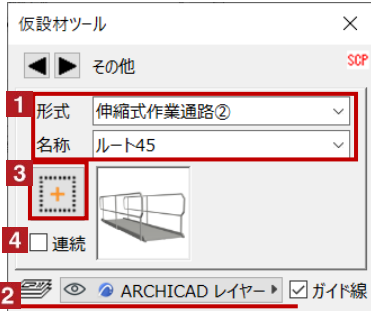 仮設材ツール
その他
SCP
1
形式 伸縮式作業通路②
名称 ルート45
3
4 連続
2 ARCHICAD レイヤー ガイド線